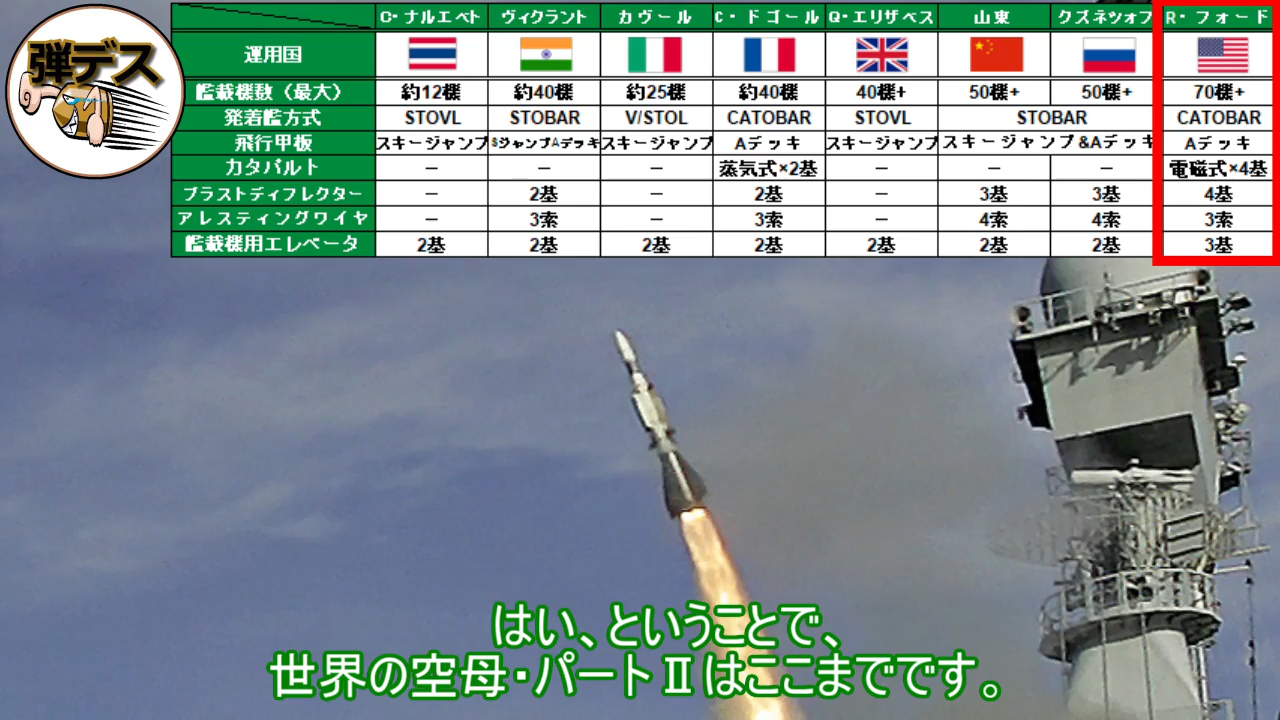 弾デス
C・ナルエベト ヴィクラント カヴール C・ドゴール Q・エリザベス 山東 クズネツォフ R・フォード
運用国
艦載機数（最大） 約12機 約40機 約25機 約40機 40機+ 50機+ 50機+ 70機+
発着艦方式 STOVL STOBAR V/STOL CATOBAR STOVL STOBAR CATOBAR
飛行甲板 スキージャンプ SジャンプAデッキ スキージャンプ Aデッキ スキージャンプ スキージャンプ&Aデッキ Aデッキ
カタパルト － － － 蒸気式×2基 － － － 電磁式×4基
ブラストディフレクター － 2基 － 2基 － 3基 3基 4基
アレスティングワイヤ － 3索 － 3索 － 4索 4索 3索
艦載機用エレベータ 2基 2基 2基 2基 2基 2基 2基 3基
はい、ということで、
世界の空母・パートⅡはここまでです。